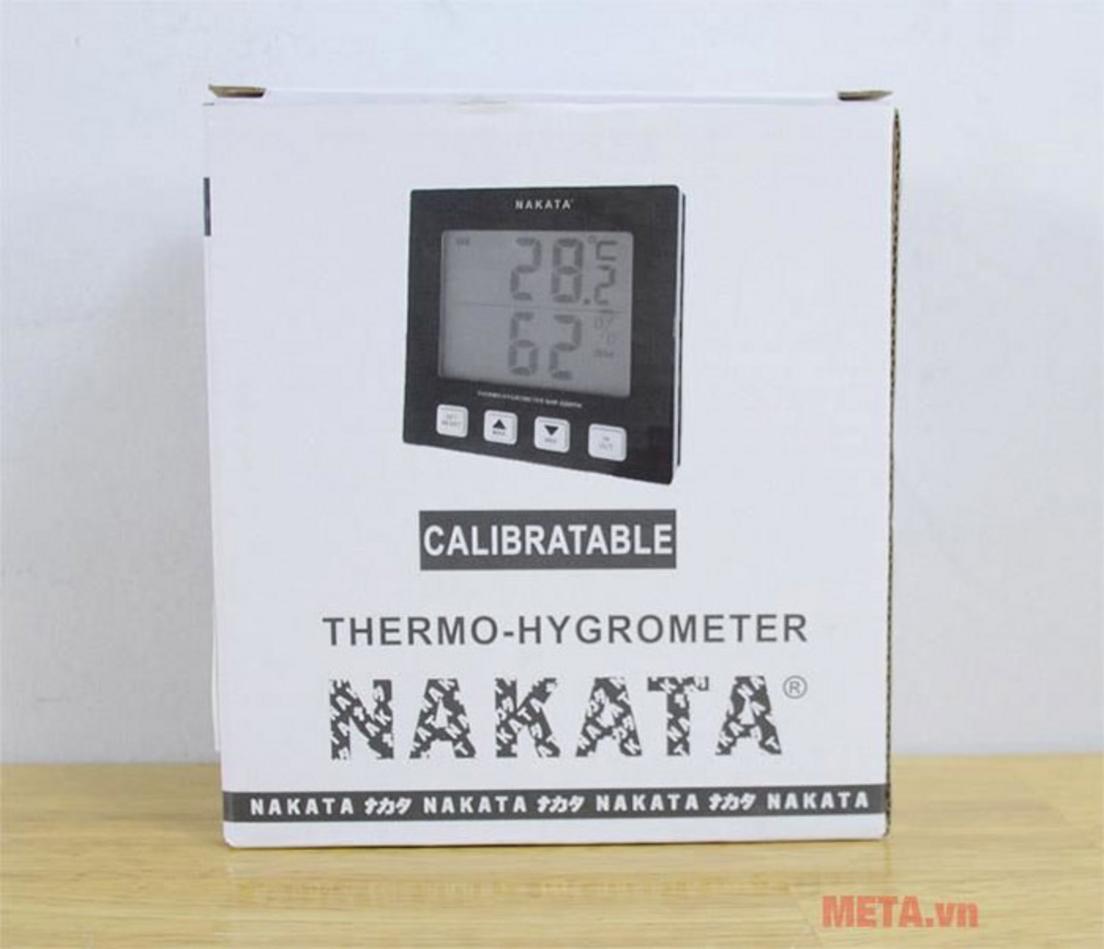 NAKATA
28.2 °C
62 %
CALIBRATABLE
THERMO-HYGROMETER
NAKATA®
NAKATA ナカタ NAKATA ナカタ NAKATA ナカタ NAKATA
META.vn